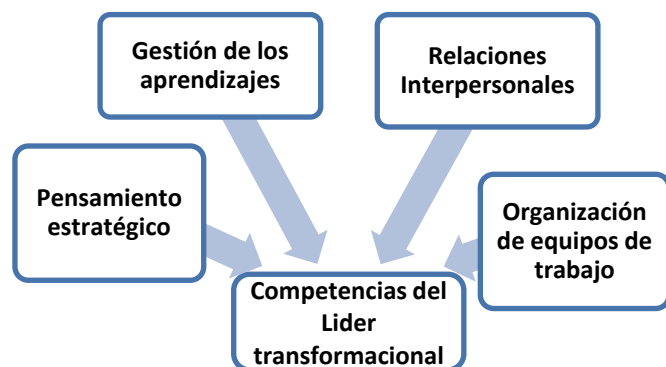 Gestión de los
aprendizajes
Relaciones
Interpersonales
Pensamiento
estratégico
Organización
de equipos de
trabajo
Competencias del
Lider
transformacional